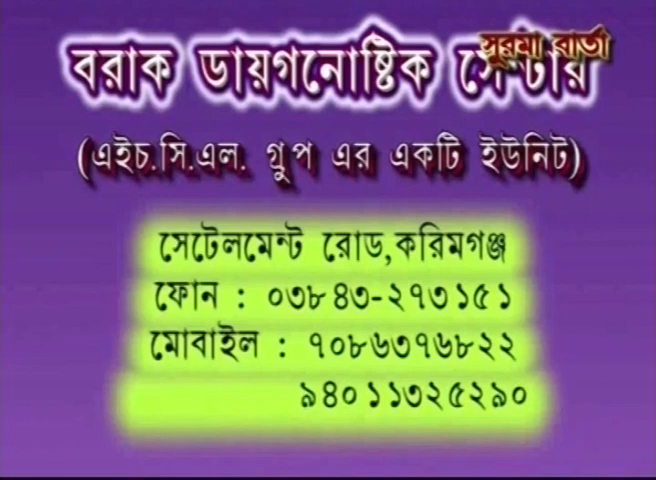 সুরমা বার্তা
বরাক ডায়গনোষ্টিক সেন্টার
(এইচ.সি.এল. গ্রুপ এর একটি ইউনিট)
সেটেলমেন্ট রোড,করিমগঞ্জ
ফোন : ০৩৮৪৩-২৭৩১৫১
মোবাইল : ৭০৮৬৩৭৬৮২২
৯৪০১১৩২৫২৯০